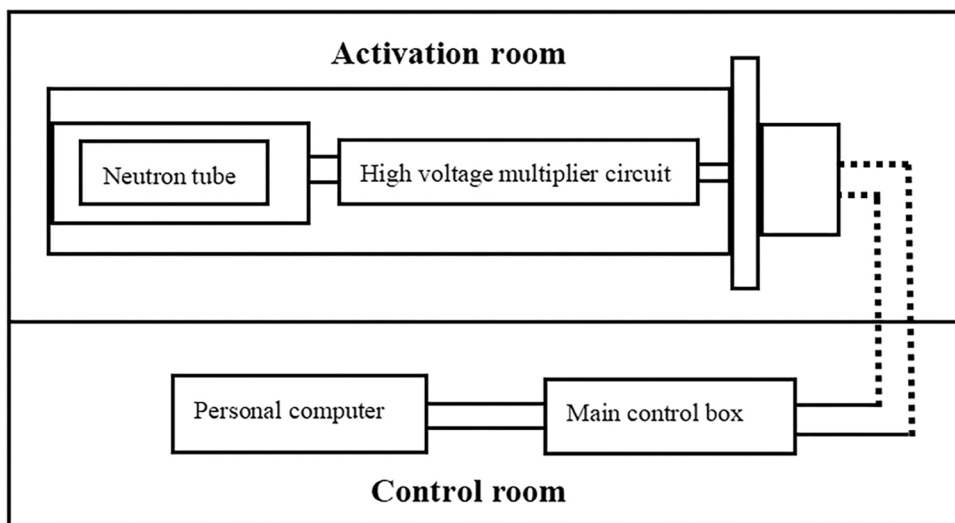 Activation room
Neutron tube
High voltage multiplier circuit
Personal computer
Main control box
Control room